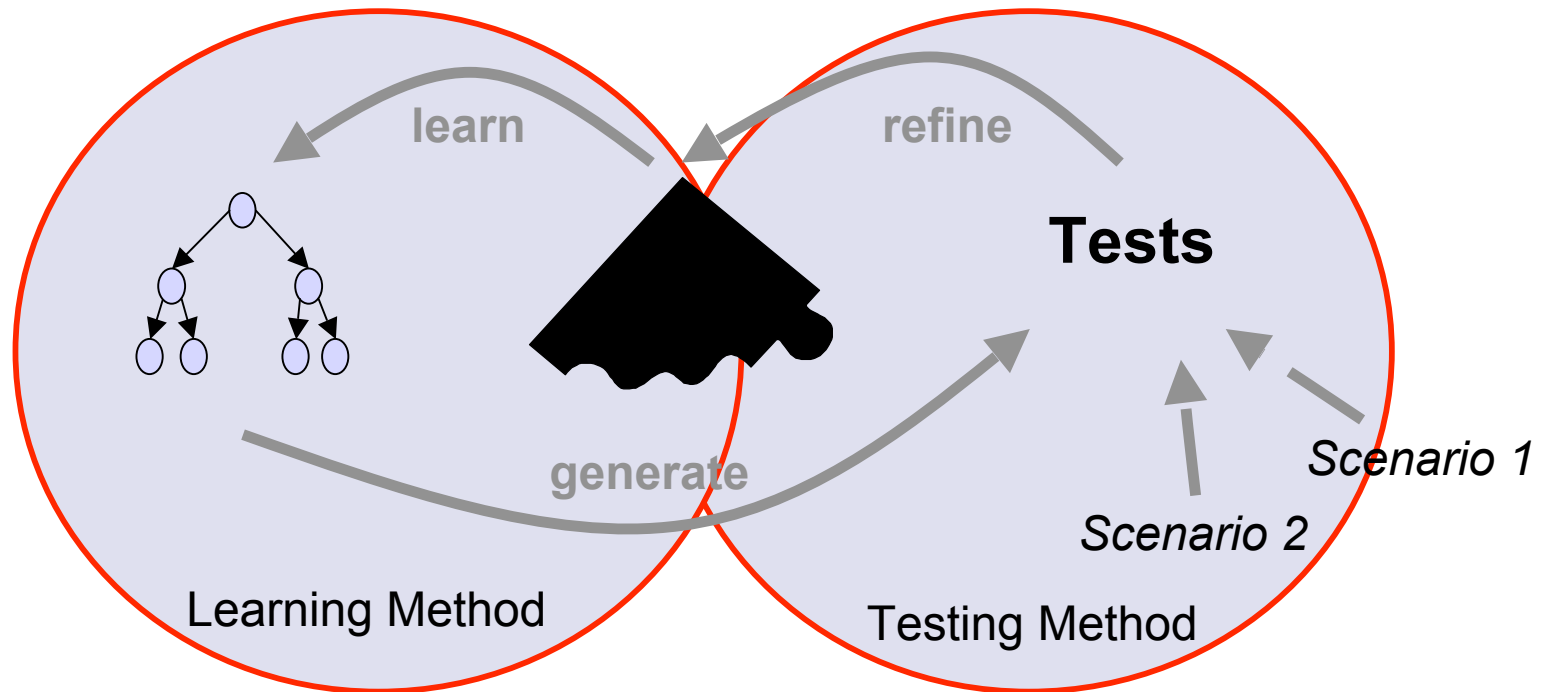 learn
refine
Tests
generate
Scenario 1
Scenario 2
Learning Method
Testing Method